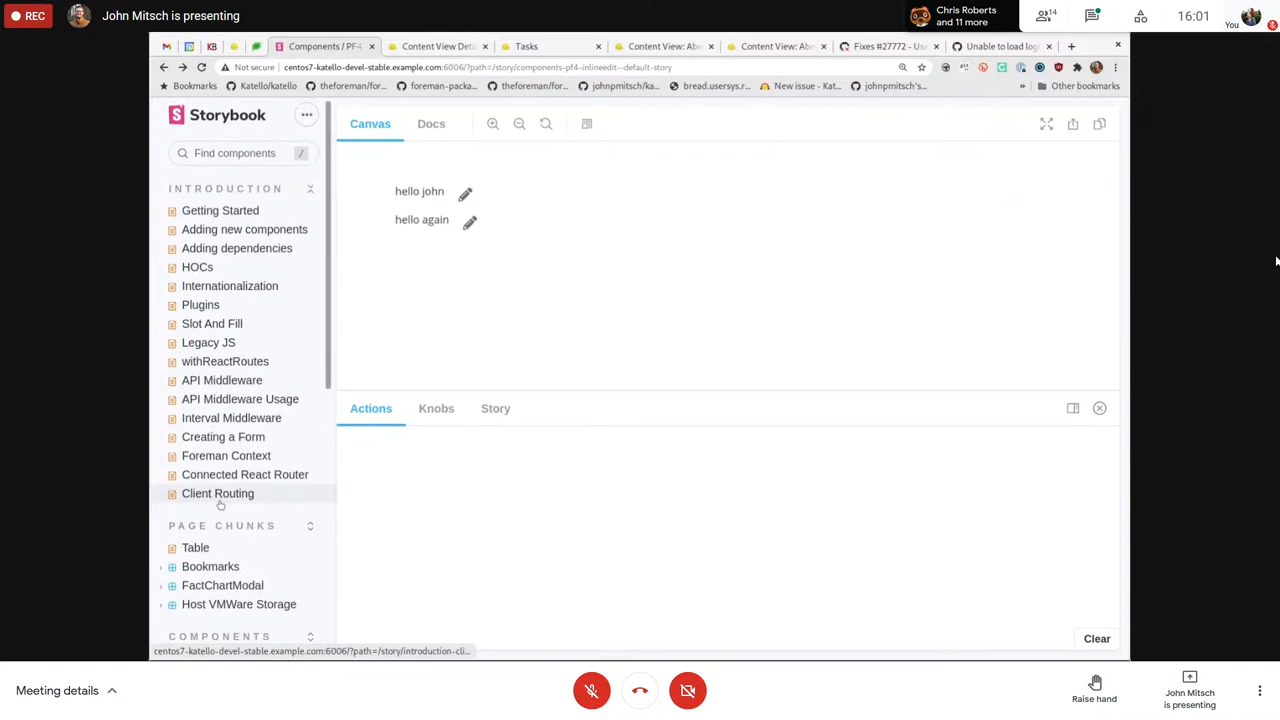 REC
John Mitsch is presenting
Chris Roberts
and 11 more
14
16:01
You
KB
Components / PF4
Content View Deta
Tasks
Content View: Abe
Content View: Abe
Fixes #27772 - Use
Unable to load logi
Not secure
centos7-katello-devel-stable.example.com:6006/?path=/story/components-pf4-inlineedit--default-story
Bookmarks
Katello/katello
theforeman/for...
foreman-packa...
theforeman/for...
johnpmitsch/ka...
bread.usersys.r...
New issue - Kat...
johnpmitsch's...
»
Other bookmarks
Storybook
Find components
/
INTRODUCTION
Getting Started
Adding new components
Adding dependencies
HOCs
Internationalization
Plugins
Slot And Fill
Legacy JS
withReactRoutes
API Middleware
API Middleware Usage
Interval Middleware
Creating a Form
Foreman Context
Connected React Router
Client Routing
PAGE CHUNKS
Table
Bookmarks
FactChartModal
Host VMWare Storage
COMPONENTS
centos7-katello-devel-stable.example.com:6006/?path=/story/introduction-cli...
Canvas
Docs
hello john
hello again
Actions
Knobs
Story
Clear
Meeting details
Raise hand
John Mitsch
is presenting